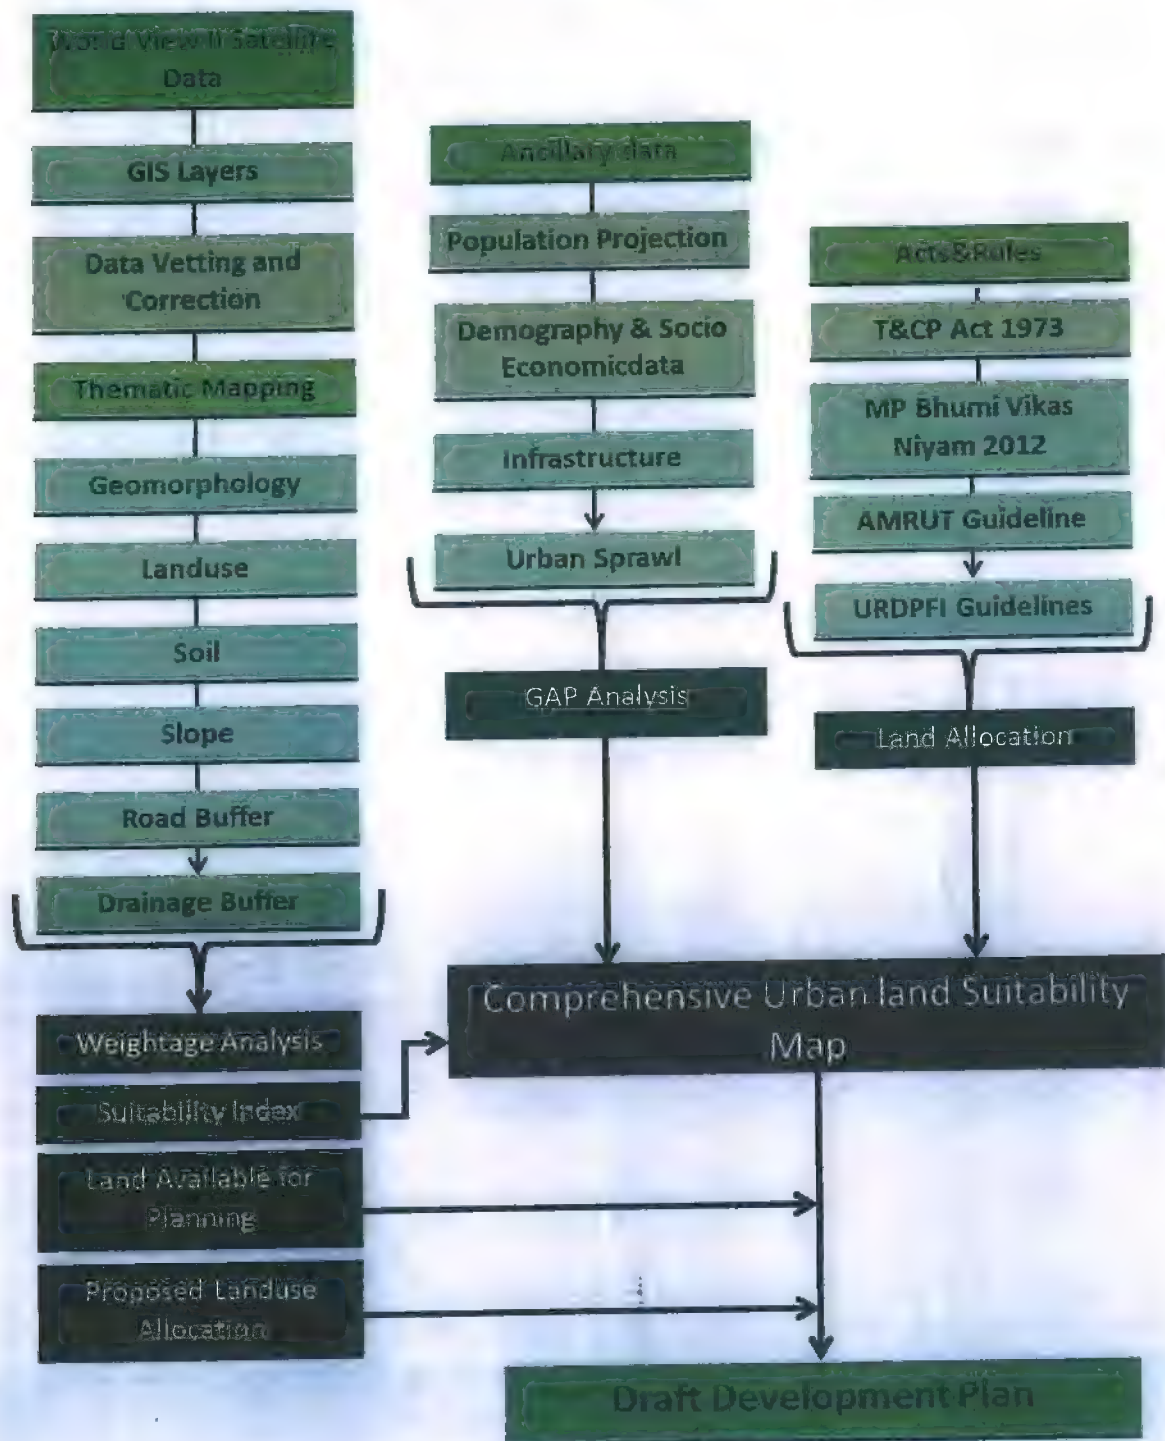 World View II Satellite
Data
GIS Layers
Data Vetting and
Correction
Thematic Mapping
Geomorphology
Landuse
Soil
Slope
Road Buffer
Drainage Buffer
Weightage Analysis
Suitability Index
Land Available for
Planning
Proposed Landuse
Allocation
Ancillary data
Population Projection
Demography & Socio
Economicdata
Infrastructure
Urban Sprawl
GAP Analysis
Acts&Rules
T&CP Act 1973
MP Bhumi Vikas
Niyam 2012
AMRUT Guideline
URDPFI Guidelines
Land Allocation
Comprehensive Urban land Suitability
Map
Draft Development Plan